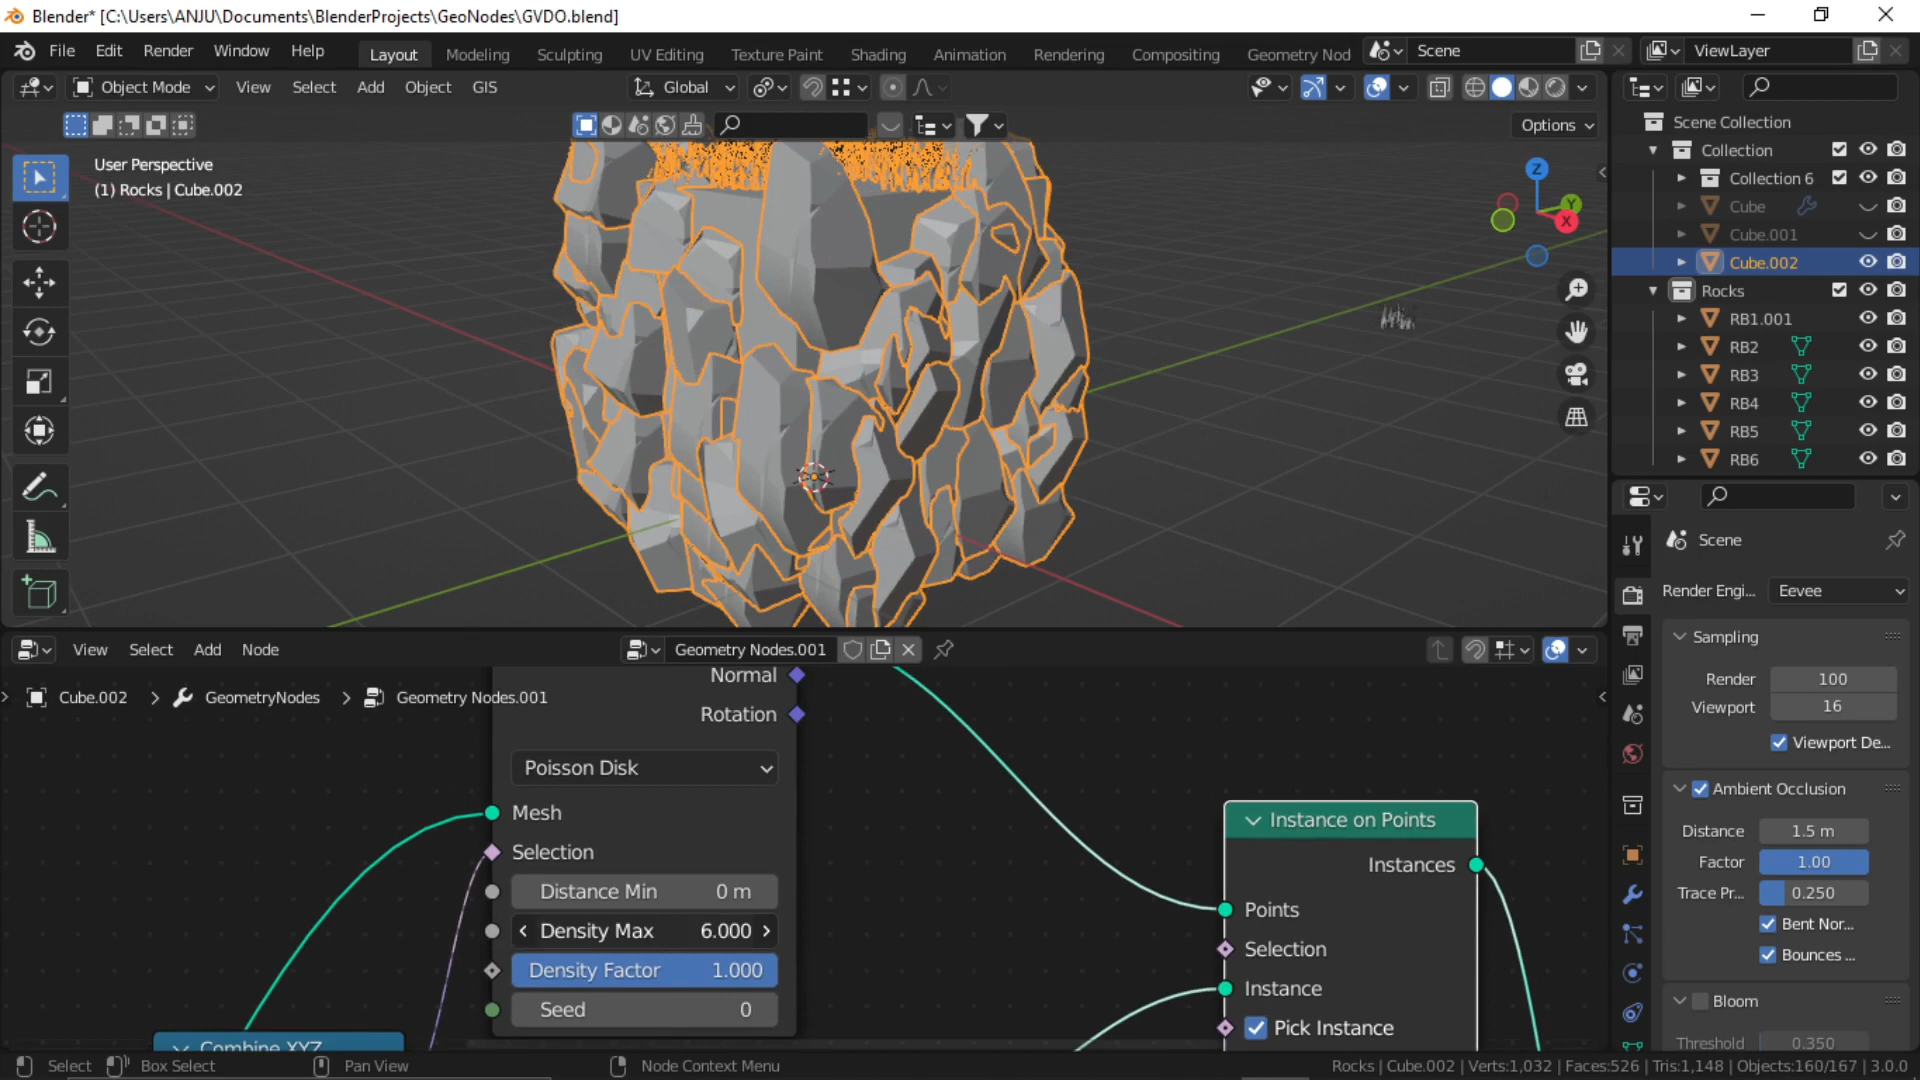 Blender* [C:\Users\ANJU\Documents\BlenderProjects\GeoNodes\GVDO.blend]
File Edit Render Window Help Layout Modeling Sculpting UV Editing Texture Paint Shading Animation Rendering Compositing Geometry Nod Scene ViewLayer
Object Mode View Select Add Object GIS Global
Options
User Perspective
(1) Rocks | Cube.002
Z
Y
X
Scene Collection
Collection
Collection 6
Cube
Cube.001
Cube.002
Rocks
RB1.001
RB2
RB3
RB4
RB5
RB6
Scene
Render Engi... Eevee
Sampling
Render 100
Viewport 16
Viewport De...
Ambient Occlusion
Distance 1.5 m
Factor 1.00
Trace Pr... 0.250
Bent Nor...
Bounces ...
Bloom
Threshold 0.350
View Select Add Node Geometry Nodes.001
Cube.002 > GeometryNodes > Geometry Nodes.001
Normal
Rotation
Poisson Disk
Mesh
Selection
Distance Min 0 m
Density Max 6.000
Density Factor 1.000
Seed 0
Combine XYZ
Instance on Points
Instances
Points
Selection
Instance
Pick Instance
Select Box Select Pan View Node Context Menu Rocks | Cube.002 | Verts:1,032 | Faces:526 | Tris:1,148 | Objects:160/167 | 3.0.0